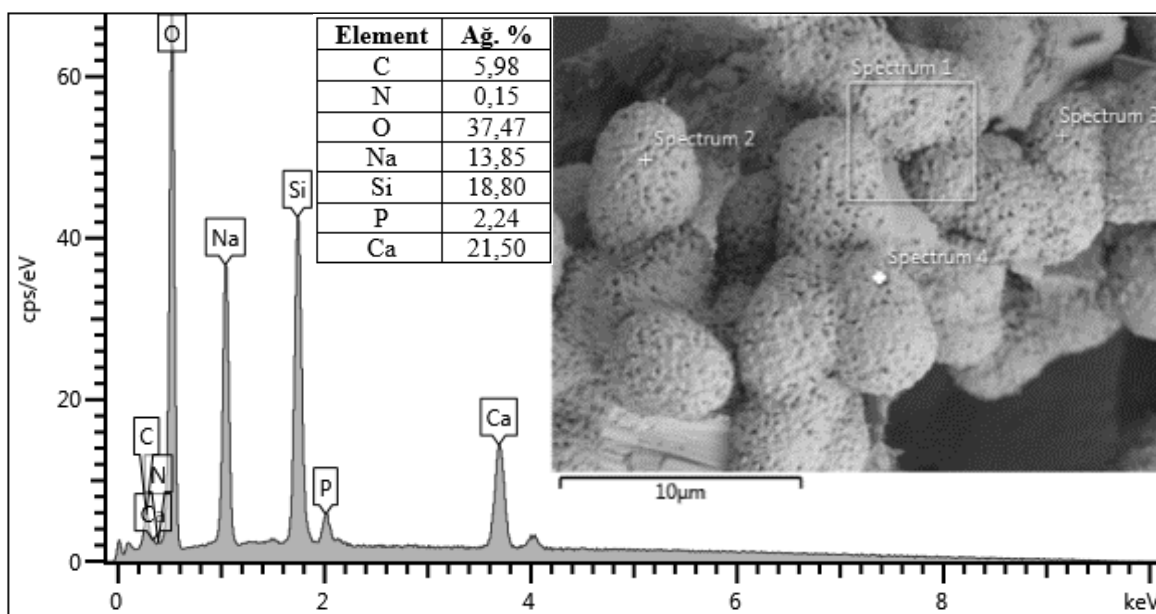 Element Ağ. %
C 5,98
N 0,15
O 37,47
Na 13,85
Si 18,80
P 2,24
Ca 21,50
Spectrum 1
Spectrum 2
Spectrum 3
Spectrum 4
10µm
O
Na
Si
C
N
Ca
P
Ca
cps/eV
60
40
20
0
0 2 4 6 8 keV